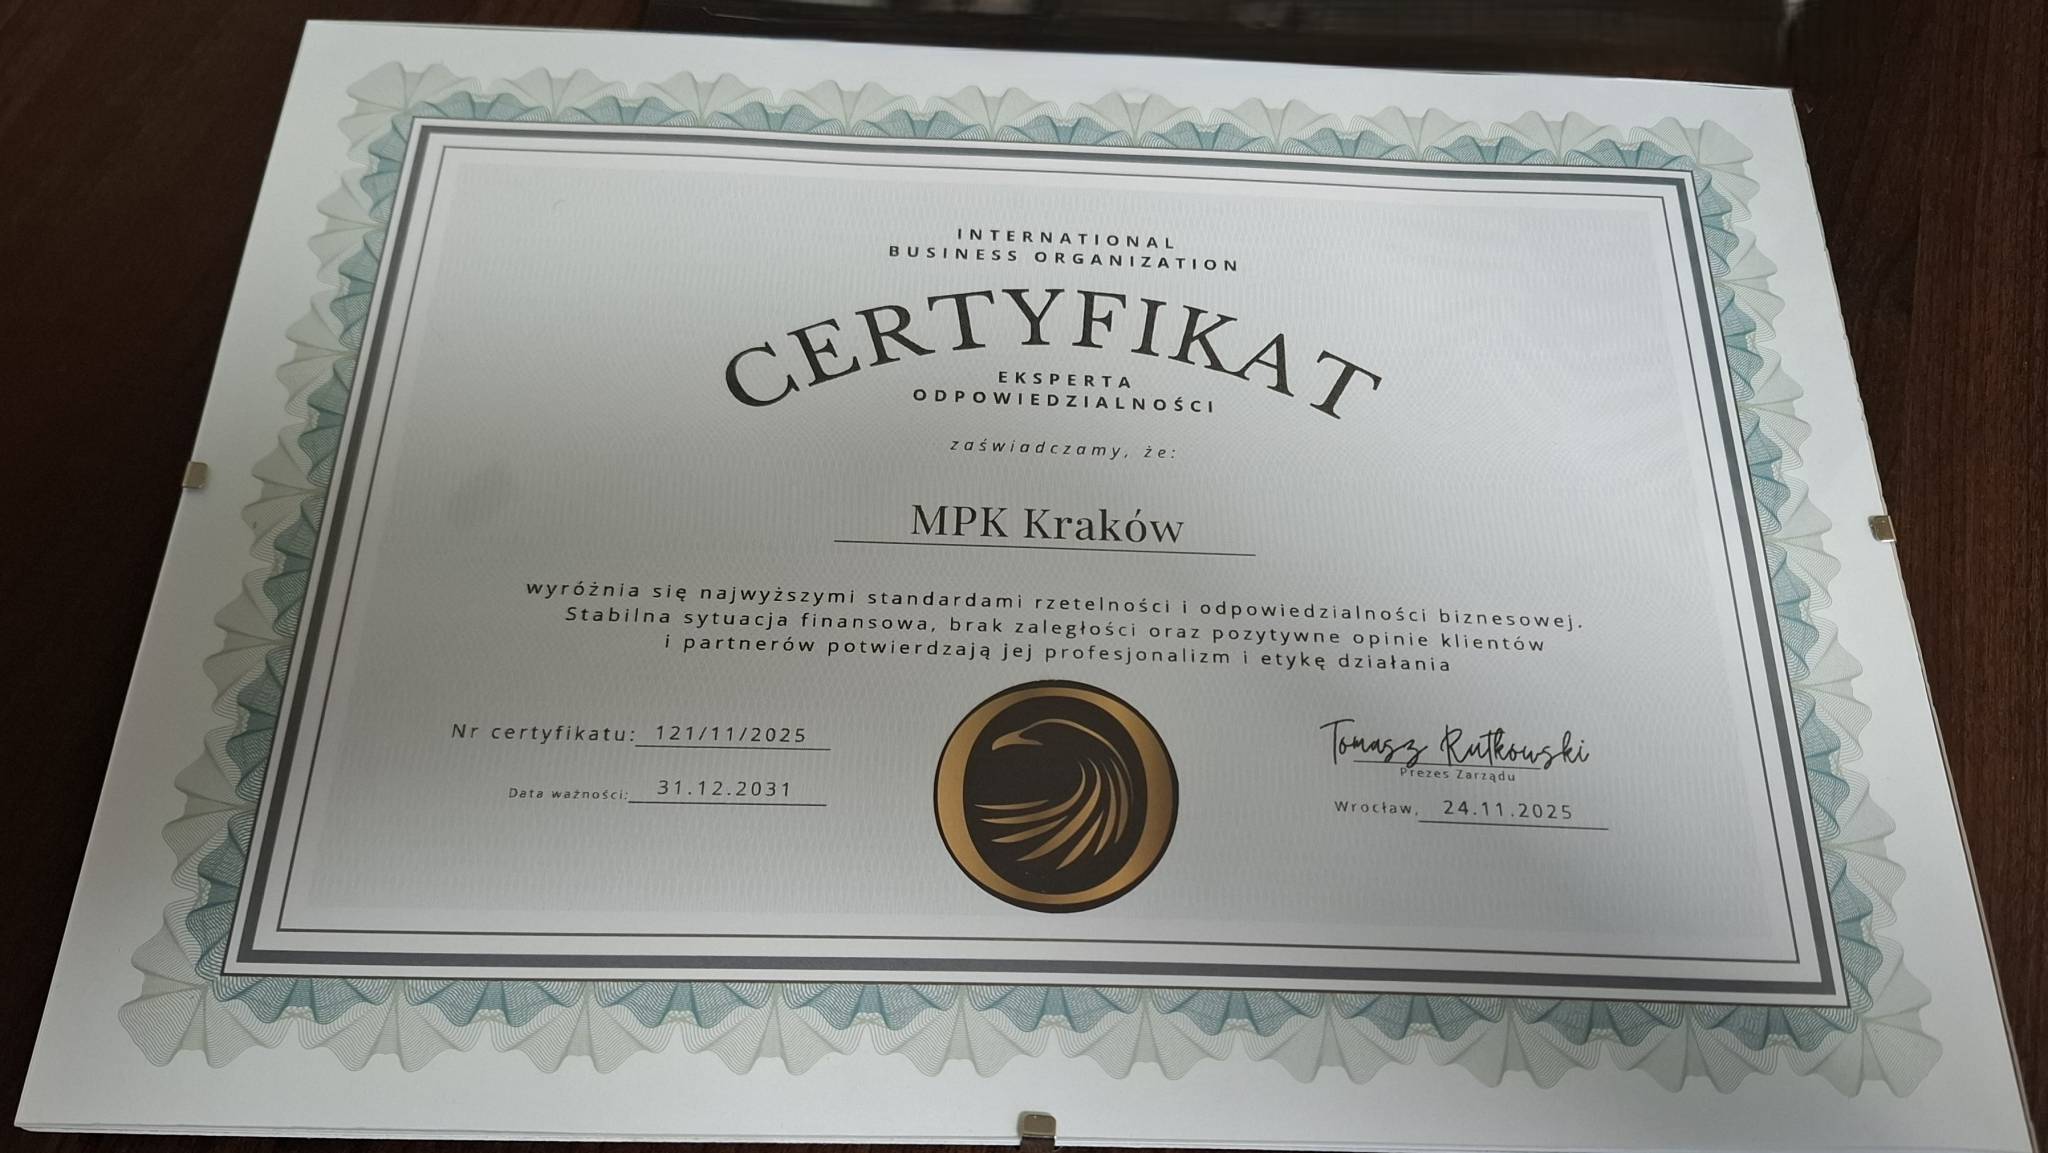 INTERNATIONAL
BUSINESS ORGANIZATION
CERTYFIKAT
EKSPERTA
ODPOWIEDZIALNOŚCI
zaświadczamy, że:
MPK Kraków
wyróżnia się najwyższymi standardami rzetelności i odpowiedzialności biznesowej.
Stabilna sytuacja finansowa, brak zaległości oraz pozytywne opinie klientów
i partnerów potwierdzają jej profesjonalizm i etykę działania
Nr certyfikatu: 121/11/2025
Data ważności: 31.12.2031
Tomasz Rutkowski
Prezes Zarządu
Wrocław, 24.11.2025